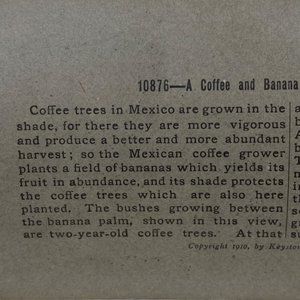 10876—A Coffee and Banana
Coffee trees in Mexico are grown in the
shade, for there they are more vigorous
and produce a better and more abundant
harvest; so the Mexican coffee grower
plants a field of bananas which yields its
fruit in abundance, and its shade protects
the coffee trees which are also here
planted. The bushes growing between
the banana palm, shown in this view,
are two-year-old coffee trees. At that
Copyright 1910, by Keyston